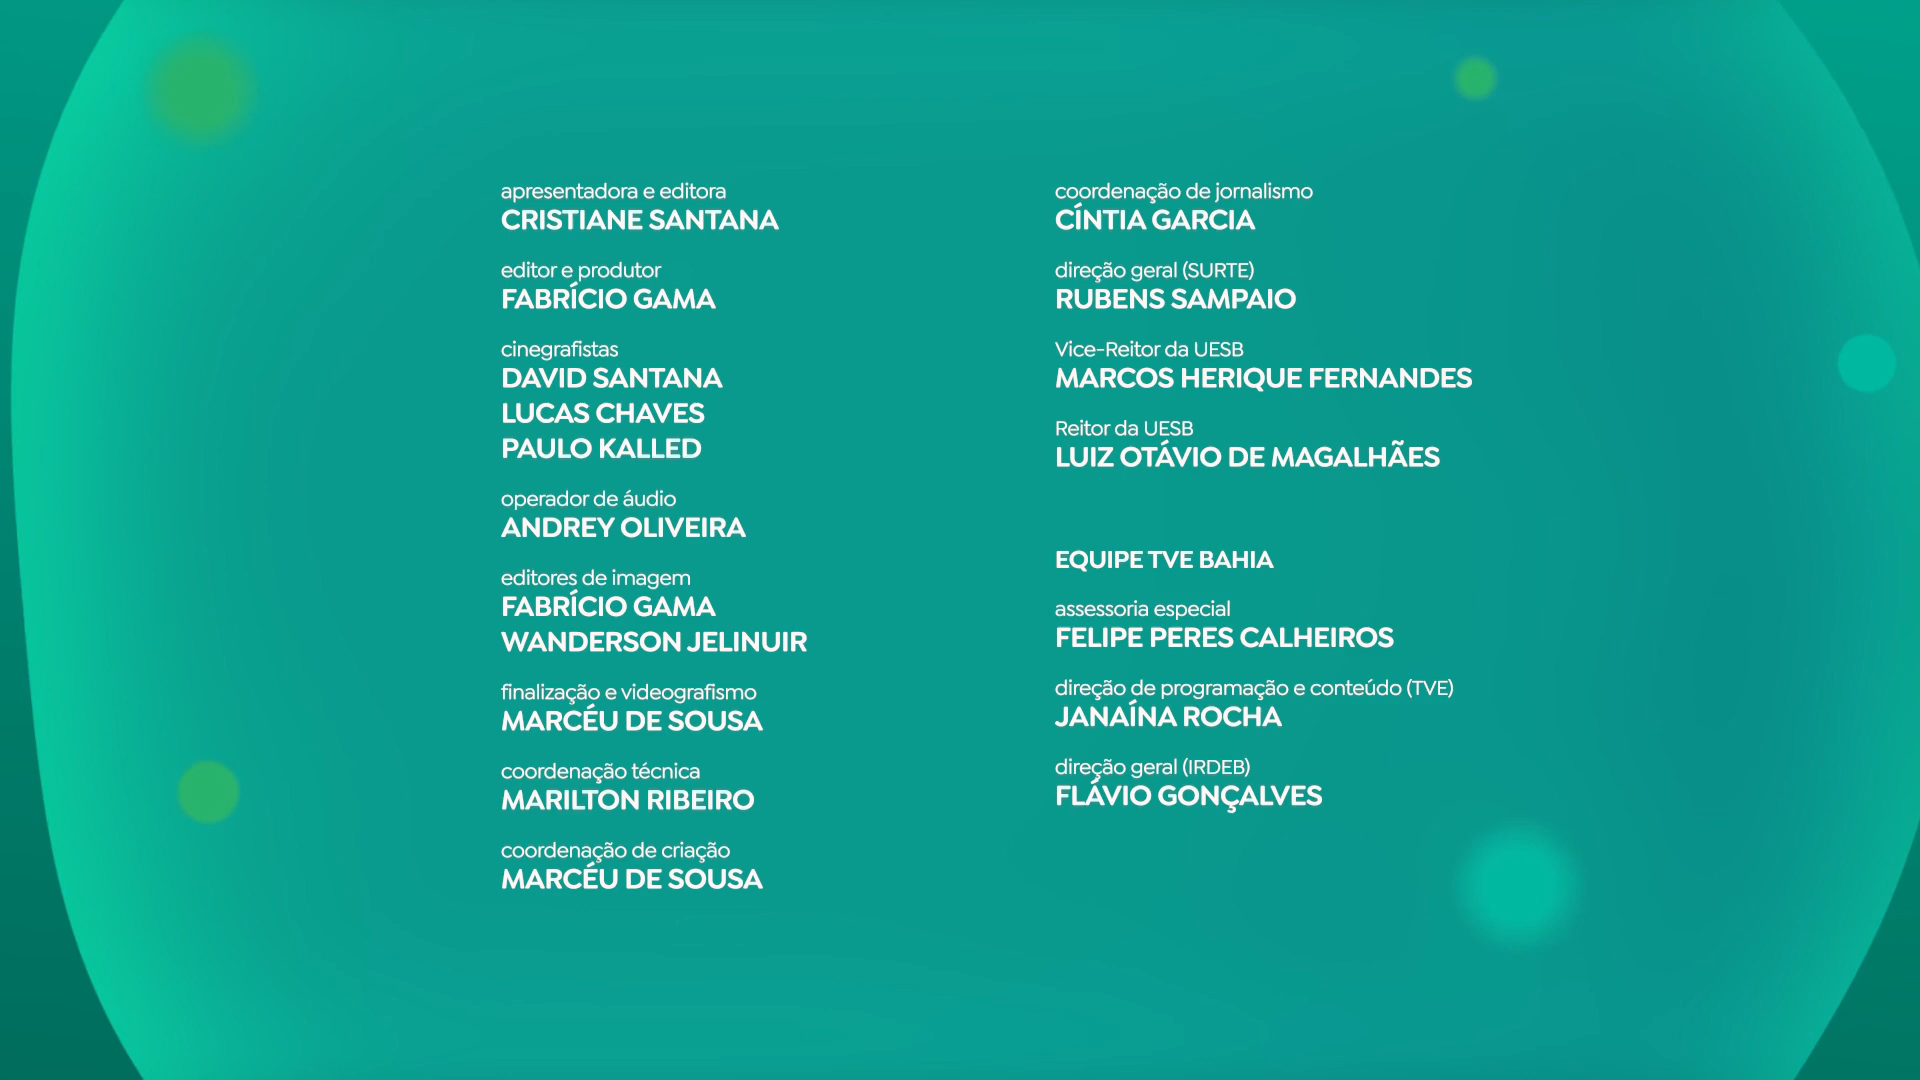 apresentadora e editora
CRISTIANE SANTANA
editor e produtor
FABRÍCIO GAMA
cinegrafistas
DAVID SANTANA
LUCAS CHAVES
PAULO KALLED
operador de áudio
ANDREY OLIVEIRA
editores de imagem
FABRÍCIO GAMA
WANDERSON JELINUIR
finalização e videografismo
MARCÉU DE SOUSA
coordenação técnica
MARILTON RIBEIRO
coordenação de criação
MARCÉU DE SOUSA
coordenação de jornalismo
CÍNTIA GARCIA
direção geral (SURTE)
RUBENS SAMPAIO
Vice-Reitor da UESB
MARCOS HERIQUE FERNANDES
Reitor da UESB
LUIZ OTÁVIO DE MAGALHÃES
EQUIPE TVE BAHIA
assessoria especial
FELIPE PERES CALHEIROS
direção de programação e conteúdo (TVE)
JANAÍNA ROCHA
direção geral (IRDEB)
FLÁVIO GONÇALVES